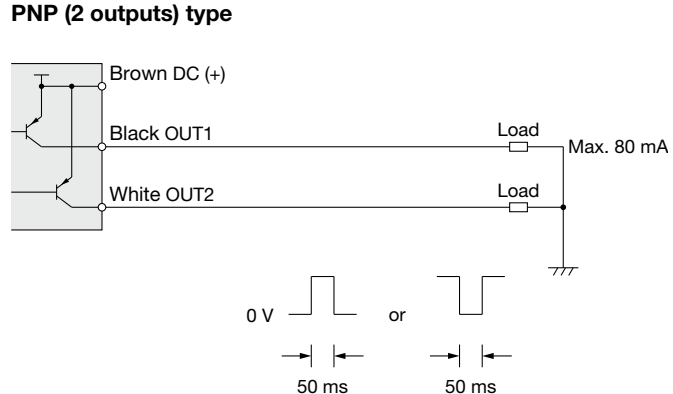 PNP (2 outputs) type
Brown DC (+)
Black OUT1
Load
Max. 80 mA
White OUT2
Load
0 V
or
50 ms
50 ms